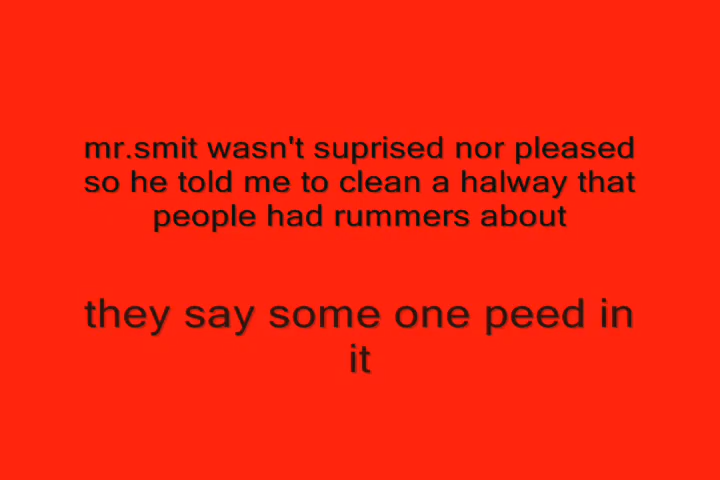 mr.smit wasn't suprised nor pleased
so he told me to clean a halway that
people had rummers about
they say some one peed in
it